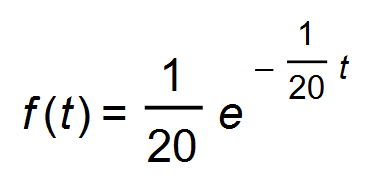 f(t) = 1/20 e^(-1/20 t)